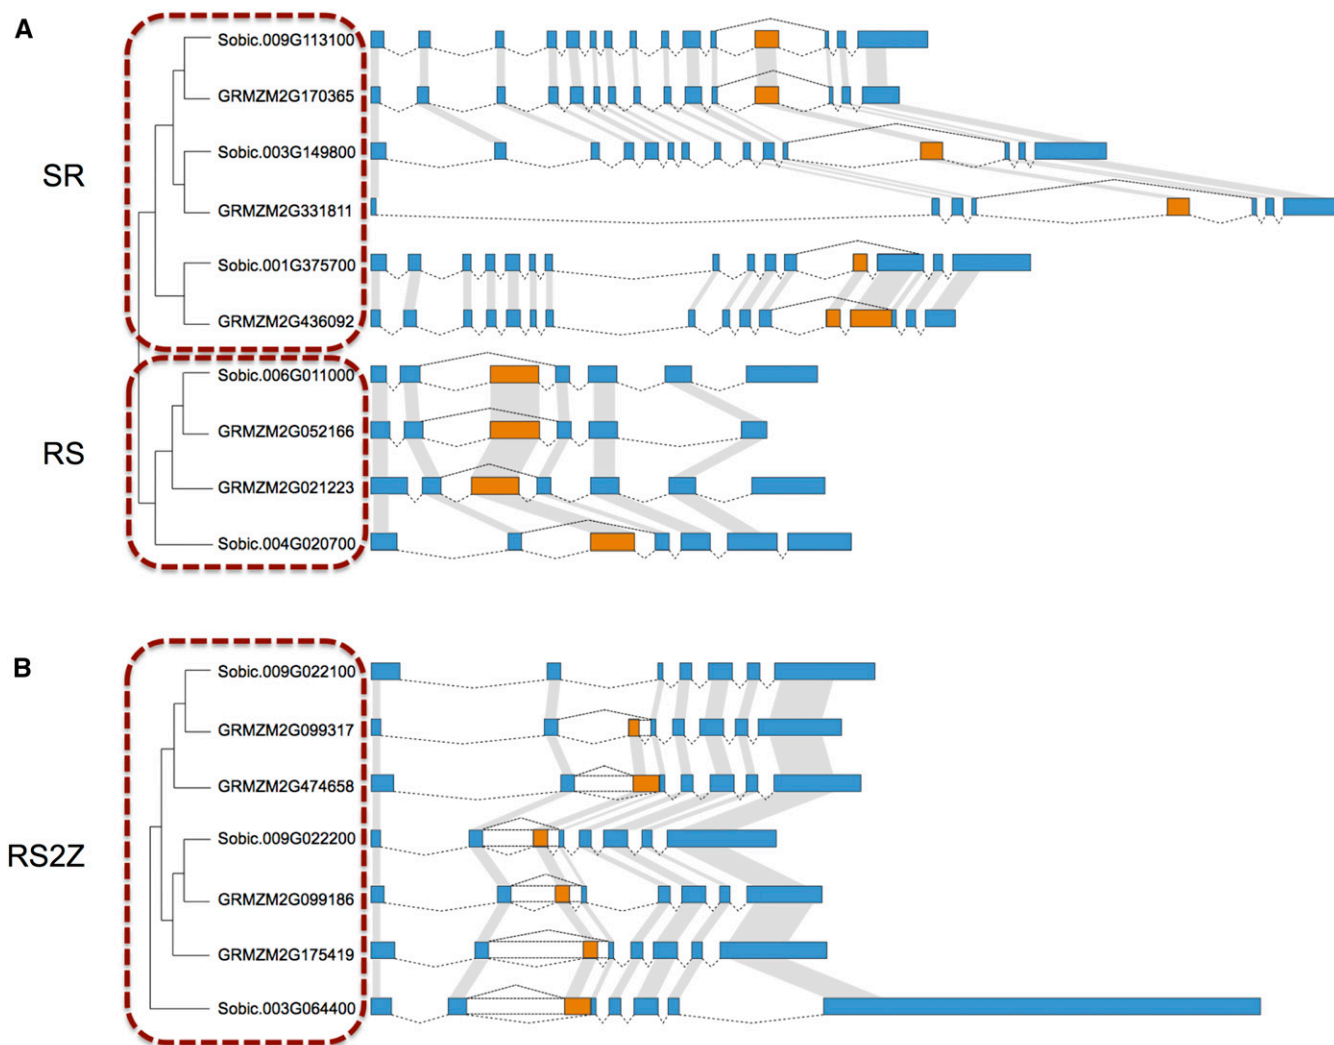 A
Sobic.009G113100
GRMZM2G170365
Sobic.003G149800
SR
GRMZM2G331811
Sobic.001G375700
GRMZM2G436092
Sobic.006G011000
GRMZM2G052166
RS
GRMZM2G021223
Sobic.004G020700
B
Sobic.009G022100
GRMZM2G099317
GRMZM2G474658
Sobic.009G022200
RS2Z
GRMZM2G099186
GRMZM2G175419
Sobic.003G064400